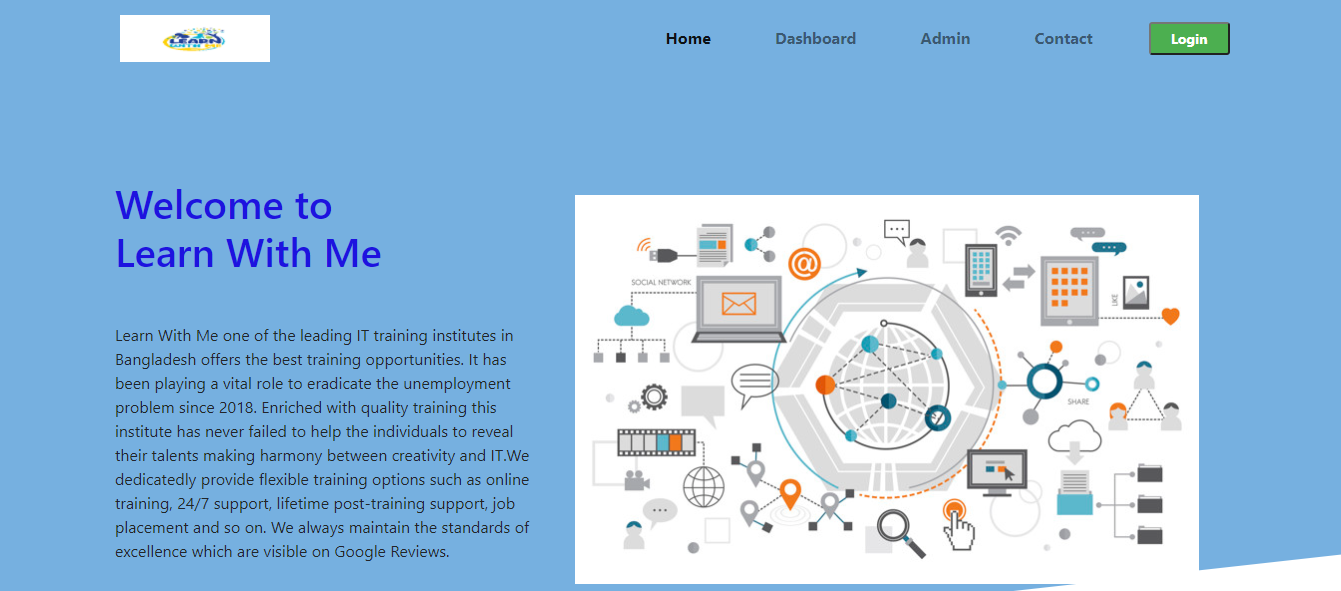 LEARN
WITH ME
Home
Dashboard
Admin
Contact
Login
Welcome to
Learn With Me
Learn With Me one of the leading IT training institutes in
Bangladesh offers the best training opportunities. It has
been playing a vital role to eradicate the unemployment
problem since 2018. Enriched with quality training this
institute has never failed to help the individuals to reveal
their talents making harmony between creativity and IT.We
dedicatedly provide flexible training options such as online
training, 24/7 support, lifetime post-training support, job
placement and so on. We always maintain the standards of
excellence which are visible on Google Reviews.
SOCIAL NETWORK
@
LIKE
SHARE